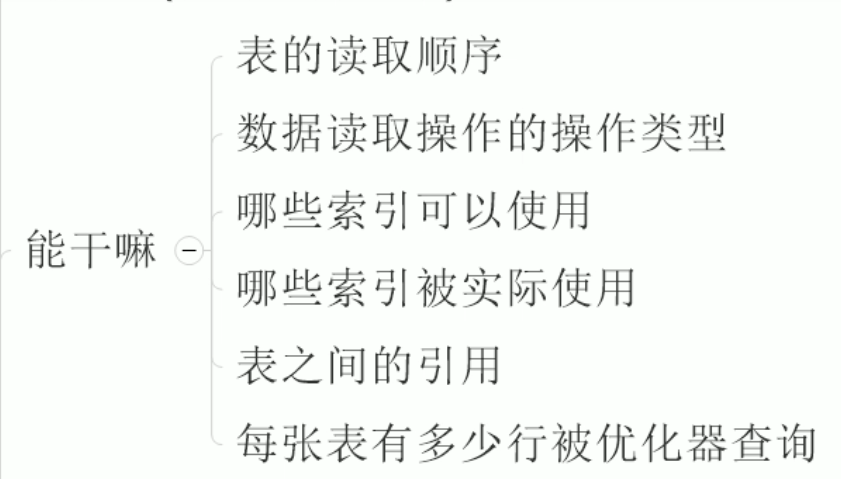 表的读取顺序
数据读取操作的操作类型
哪些索引可以使用
能干嘛
哪些索引被实际使用
表之间的引用
每张表有多少行被优化器查询